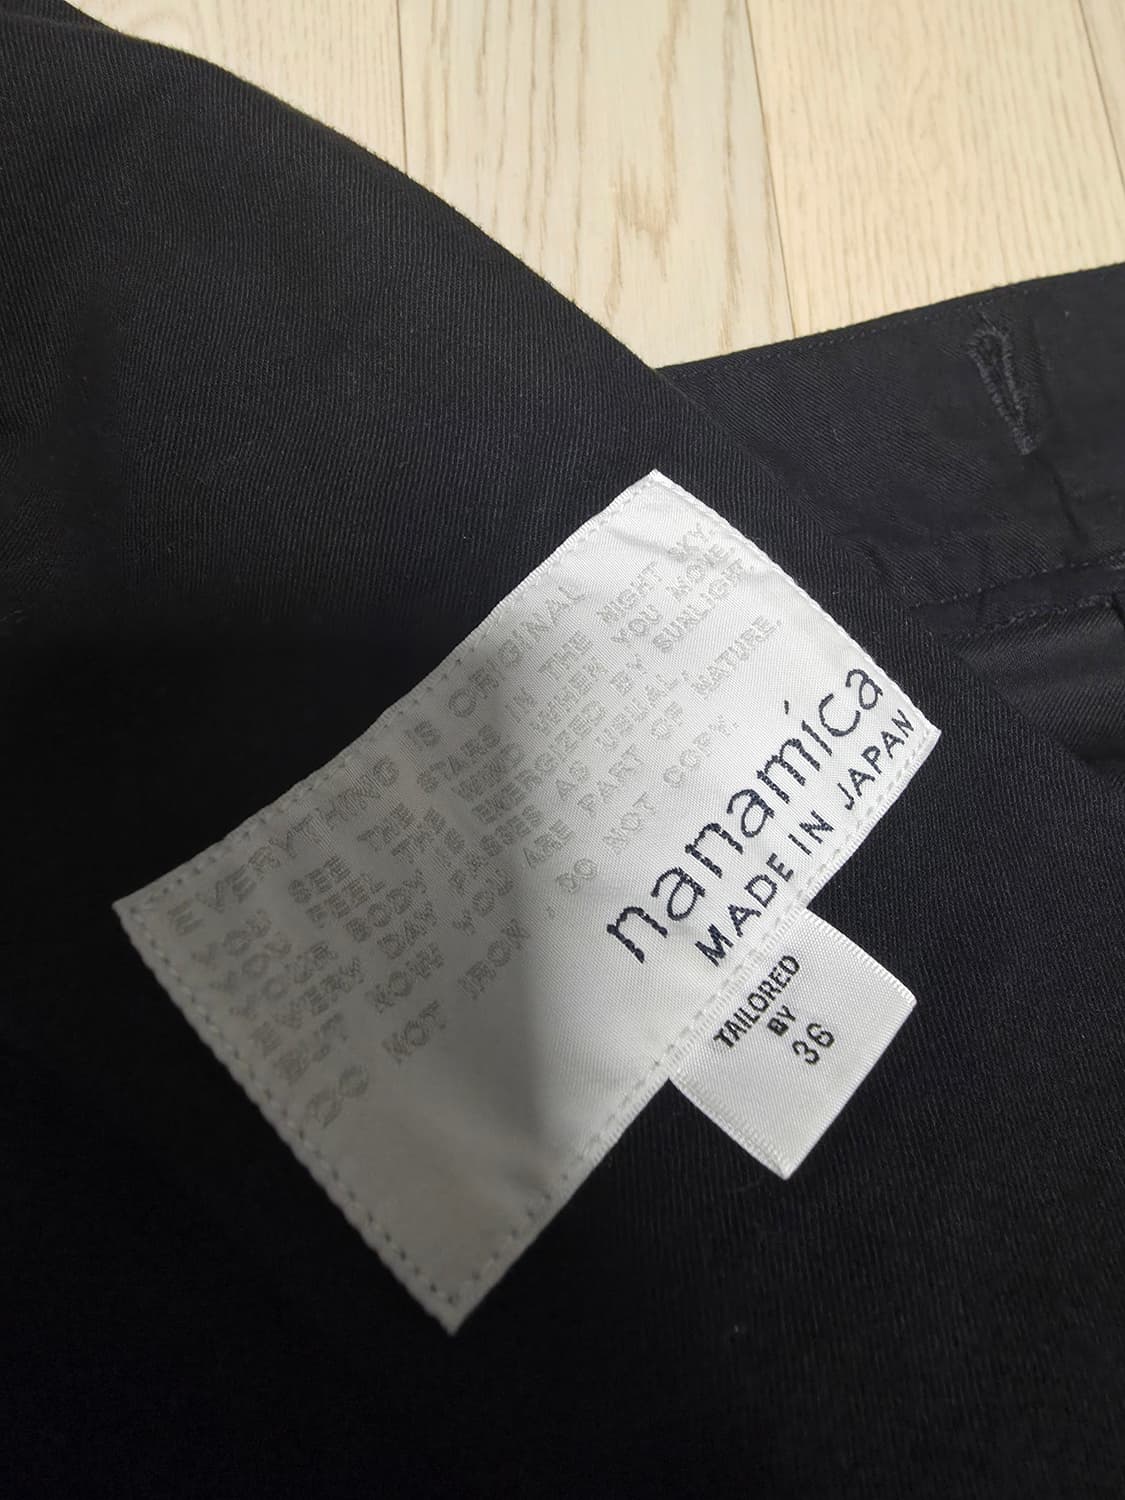 EVERYTHING IS ORIGINAL
YOU SEE THE STARS IN THE NIGHT SKY.
YOU FEEL THE WIND WHEN YOU MOVE.
YOUR BODY ENERGIZED BY SUNLIGHT.
EVERY DAY PASSES AS USUAL,
BUT NOW YOU ARE PART OF NATURE.
DO NOT IRON , DO NOT COPY.
nanamíca
MADE IN JAPAN
TAILORED
BY
36